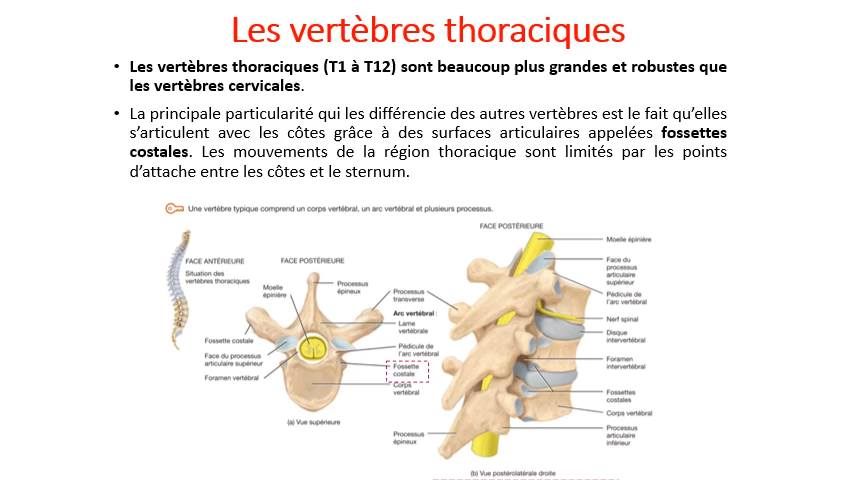 Les vertèbres thoraciques
• Les vertèbres thoraciques (T1 à T12) sont beaucoup plus grandes et robustes que
les vertèbres cervicales.
• La principale particularité qui les différencie des autres vertèbres est le fait qu'elles
s'articulent avec les côtes grâce à des surfaces articulaires appelées fossettes
costales. Les mouvements de la région thoracique sont limités par les points
d'attache entre les côtes et le sternum.
Une vertèbre typique comprend un corps vertébral, un arc vertébral et plusieurs processus.
FACE ANTÉRIEURE
Situation des
vertèbres thoraciques
FACE POSTÉRIEURE
Moelle
épinière
Processus
épineux
Fossette costale
Face du processus
articulaire supérieur
Foramen vertébral
Processus
transverse
Arc vertébral :
Lame
vertébrale
Pédicule de
l'arc vertébral
Fossette
costale
Corps
vertébral
(a) Vue supérieure
FACE POSTÉRIEURE
Moelle épinière
Face du
processus
articulaire
supérieur
Pédicule de
l'arc vertébral
Nerf spinal
Disque
intervertébral
Foramen
intervertébral
Fossettes
costales
Corps vertébral
Processus
articulaire
inférieur
Processus
épineux
(b) Vue postérolatérale droite